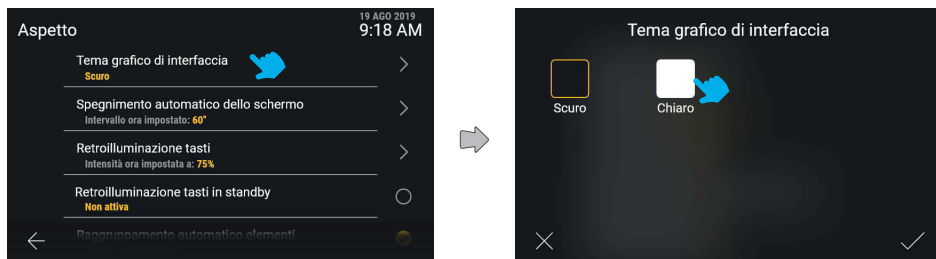 Aspetto
19 AGO 2019
9:18 AM
Tema grafico di interfaccia
Scuro
Spegnimento automatico dello schermo
Intervallo ora impostato: 60"
Retroilluminazione tasti
Intensità ora impostata a: 75%
Retroilluminazione tasti in standby
Non attiva
Raggruppamento automatico elementi
Tema grafico di interfaccia
Scuro
Chiaro